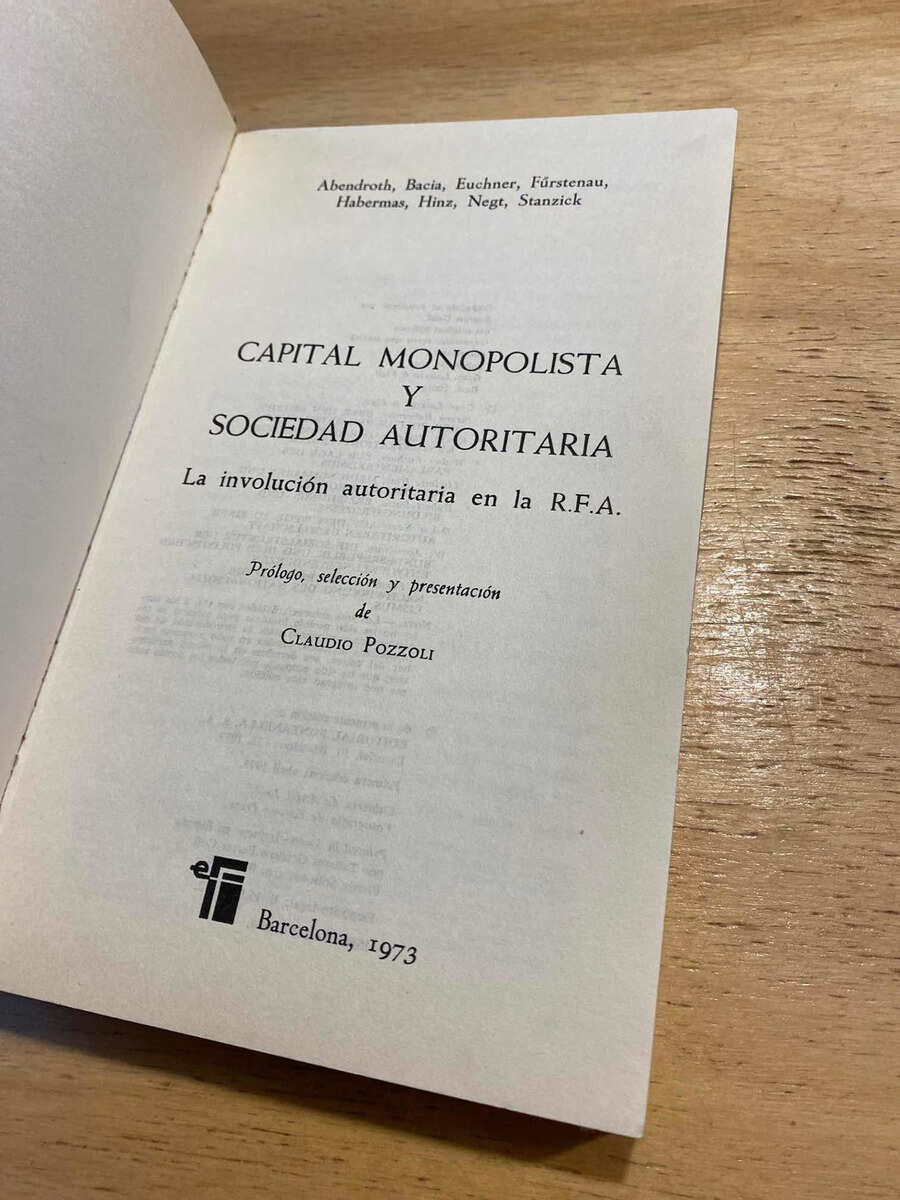 Abendroth, Bacia, Euchner, Fürstenau,
Habermas, Hinz, Negt, Stanzick
CAPITAL MONOPOLISTA
Y
SOCIEDAD AUTORITARIA
La involución autoritaria en la R.F.A.
Prólogo, selección y presentación
de
CLAUDIO POZZOLI
Barcelona, 1973